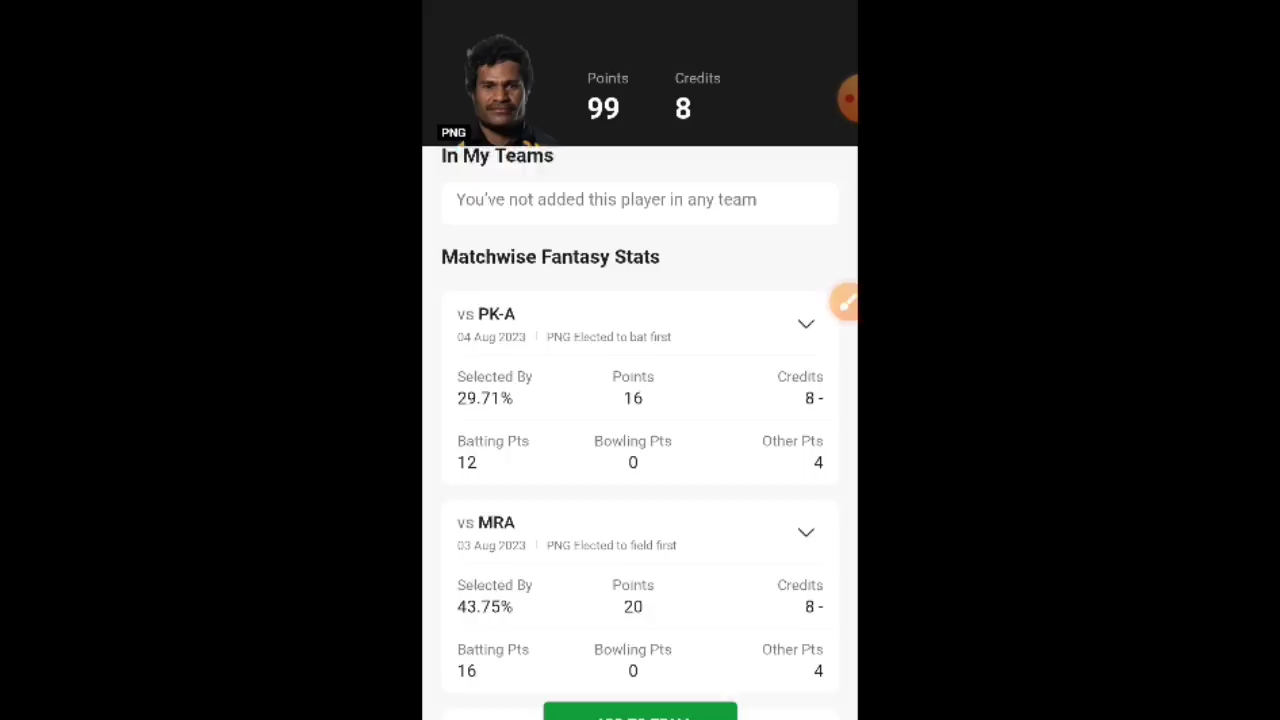 Points Credits
99 8
PNG
In My Teams
You've not added this player in any team
Matchwise Fantasy Stats
vs PK-A
04 Aug 2023 | PNG Elected to bat first
Selected By Points Credits
29.71% 16 8 -
Batting Pts Bowling Pts Other Pts
12 0 4
vs MRA
03 Aug 2023 | PNG Elected to field first
Selected By Points Credits
43.75% 20 8 -
Batting Pts Bowling Pts Other Pts
16 0 4